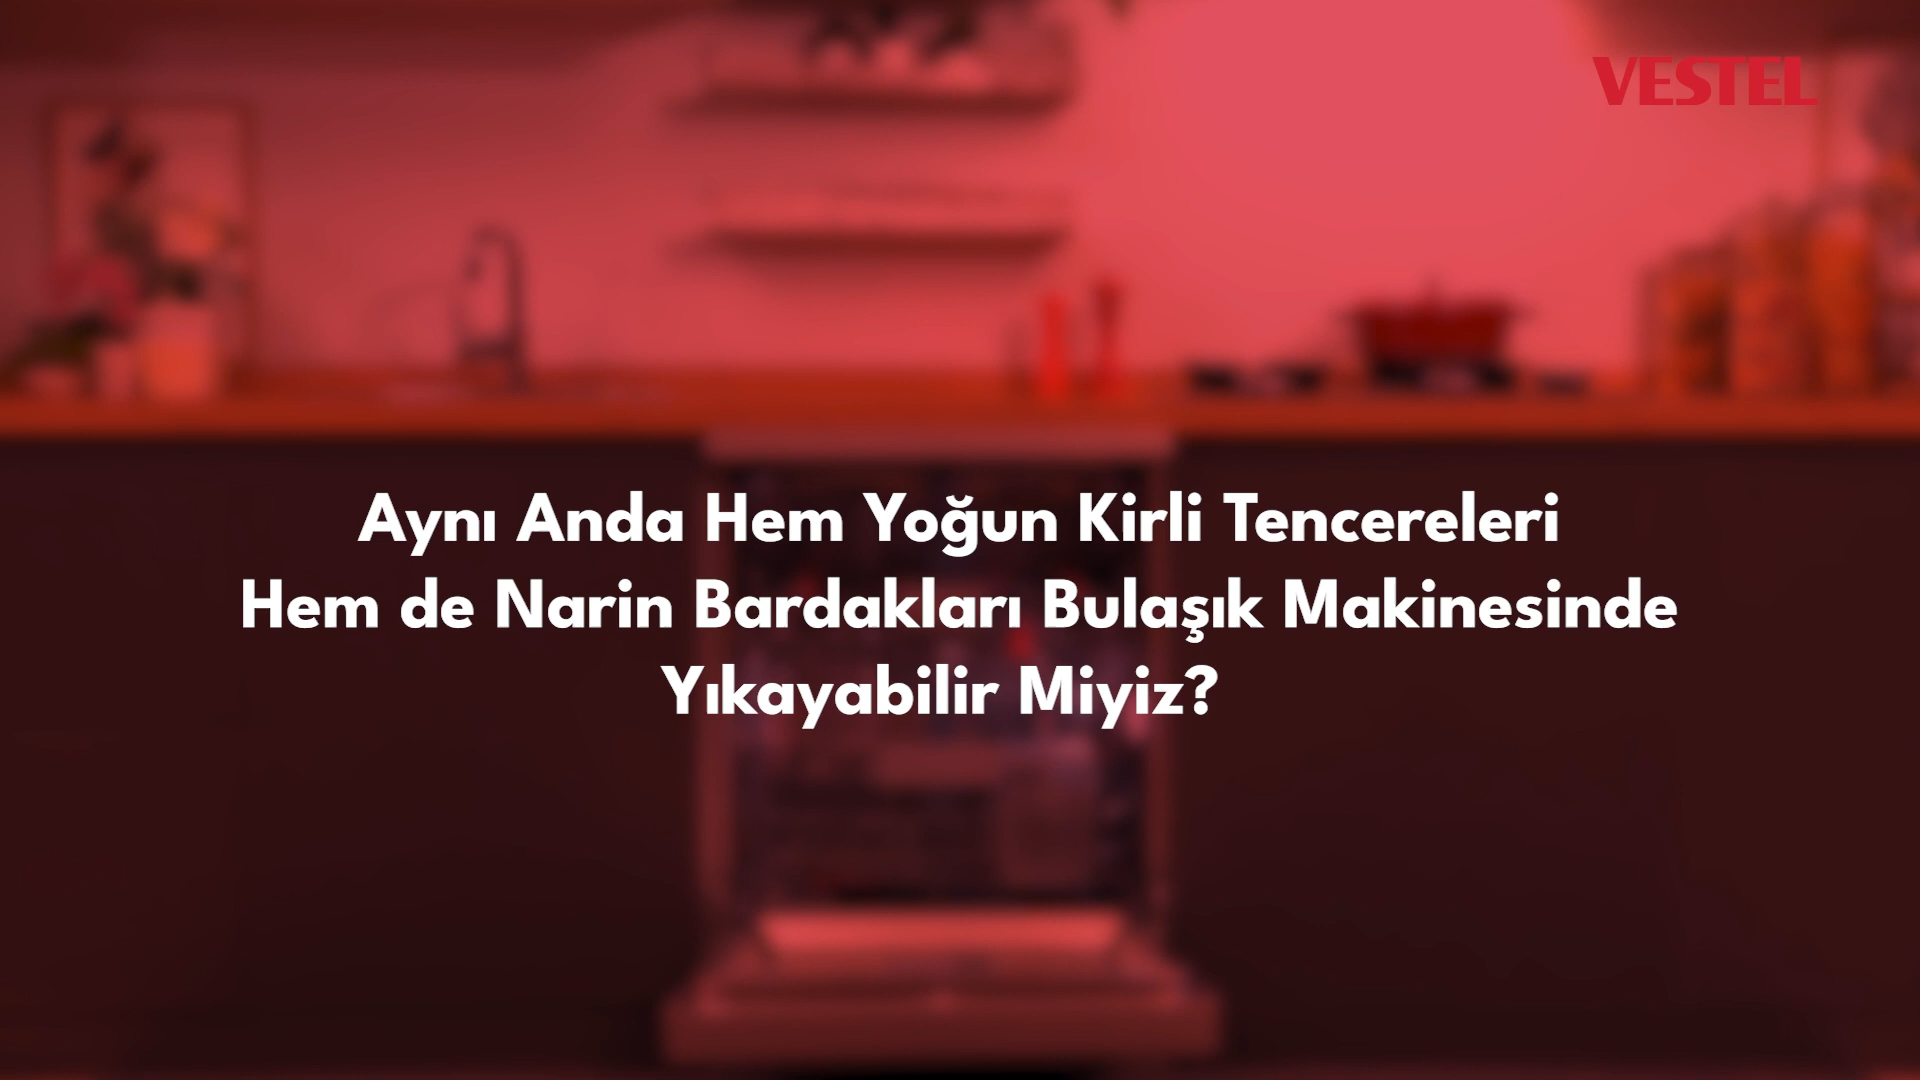 VESTEL
Aynı Anda Hem Yoğun Kirli Tencereleri
Hem de Narin Bardakları Bulaşık Makinesinde
Yıkayabilir Miyiz?